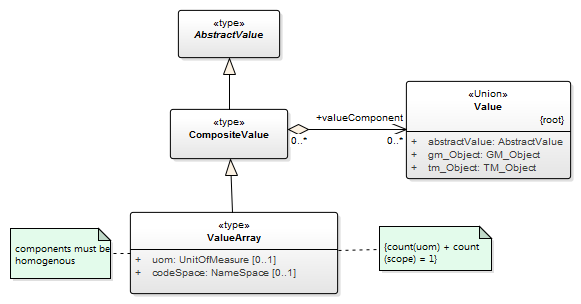 «type»
AbstractValue
«type»
CompositeValue
+valueComponent
0..*
0..*
«Union»
Value
{root}
+ abstractValue: AbstractValue
+ gm_Object: GM_Object
+ tm_Object: TM_Object
«type»
ValueArray
+ uom: UnitOfMeasure [0..1]
+ codeSpace: NameSpace [0..1]
components must be
homogenous
{count(uom) + count
(scope) = 1}